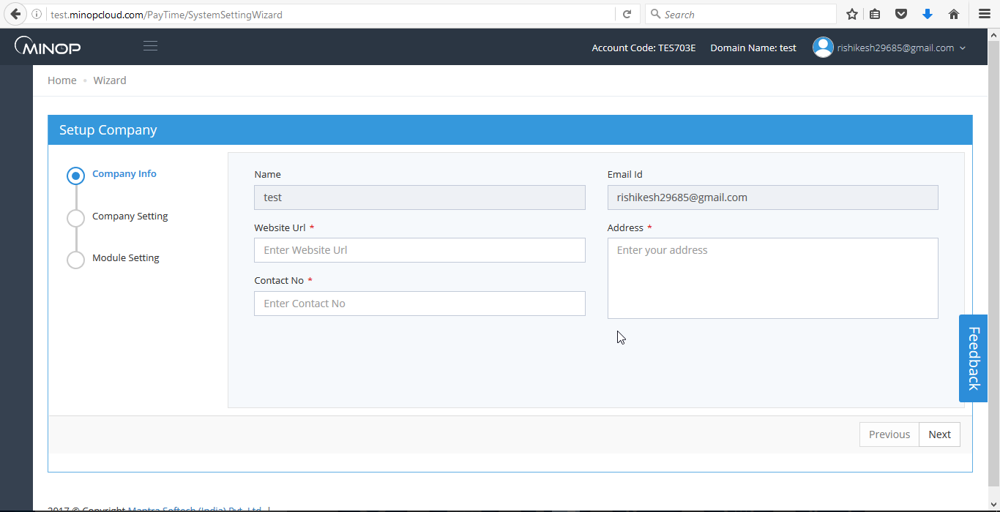 test.minopcloud.com/PayTime/SystemSettingWizard
Search
MINOP
Account Code: TES703E
Domain Name: test
rishikesh29685@gmail.com
Home
Wizard
Setup Company
Company Info
Company Setting
Module Setting
Name
test
Email Id
rishikesh29685@gmail.com
Website Url *
Enter Website Url
Address *
Enter your address
Contact No *
Enter Contact No
Feedback
Previous
Next
2017 © Copyright Mantra Softech (India) Pvt. Ltd. |